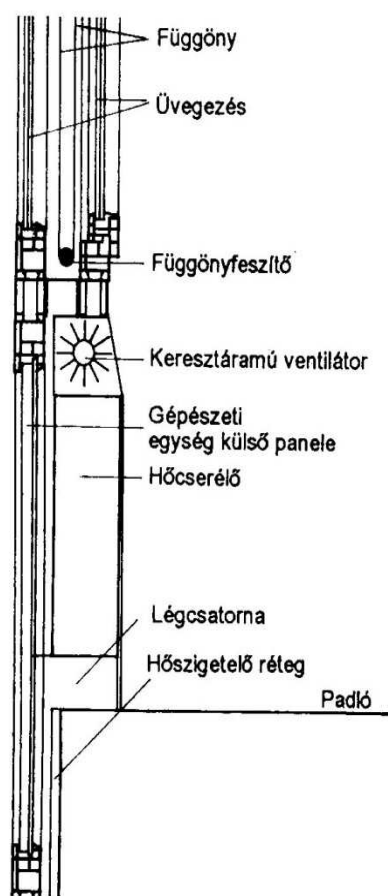 Függöny
Üvegezés
Függönyfeszítő
Keresztáramú ventilátor
Gépészeti
egység külső panele
Hőcserélő
Légcsatorna
Hőszigetelő réteg
Padló